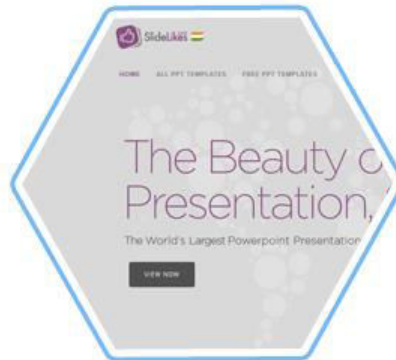 SlideLikes
HOME ALL PPT TEMPLATES FREE PPT TEMPLATES
The Beauty o
Presentation,
The World's Largest Powerpoint Presentation
VIEW NOW